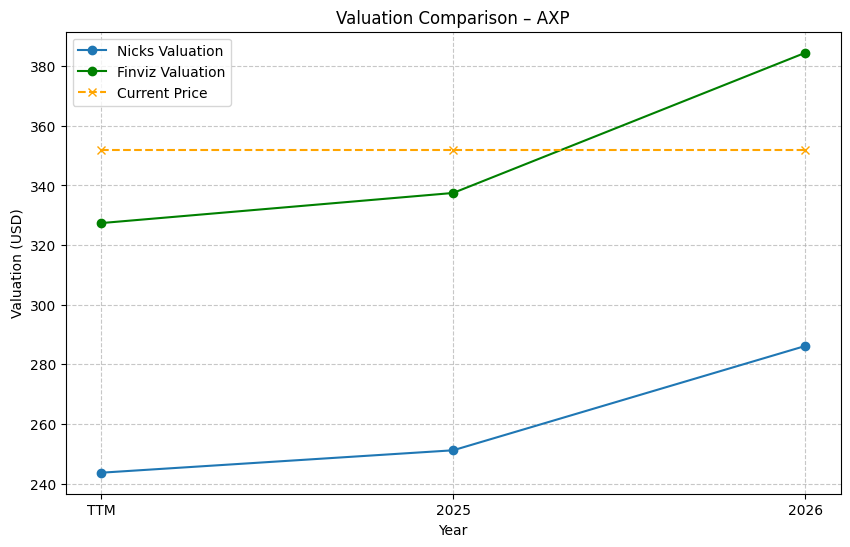 Valuation Comparison – AXP
Nicks Valuation
Finviz Valuation
Current Price
Valuation (USD)
380
360
340
320
300
280
260
240
TTM
2025
2026
Year